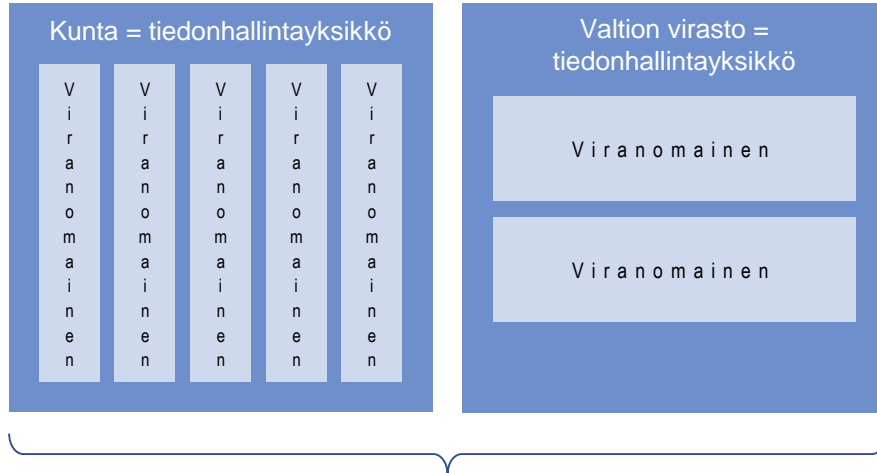 Kunta = tiedonhallintayksikkö
Viranomainen
Viranomainen
Viranomainen
Viranomainen
Viranomainen
Valtion virasto =
tiedonhallintayksikkö
Viranomainen
Viranomainen